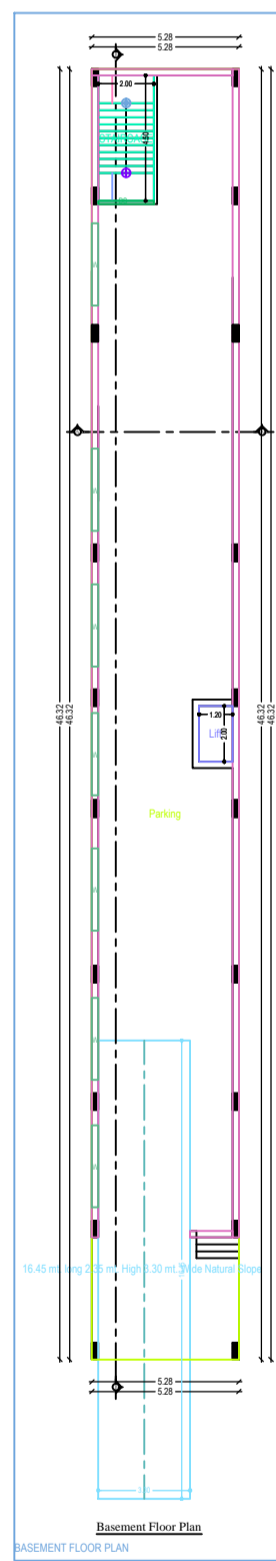 5.28
5.28
2.00
4.50
W
W
46.32
46.32
46.32
46.32
W
1.20
Lift
2.00
W
Parking
W
W
W
16.45 mt. long 2.35 mt. High 3.30 mt. Wide Natural Slope
5.28
5.28
Basement Floor Plan
BASEMENT FLOOR PLAN